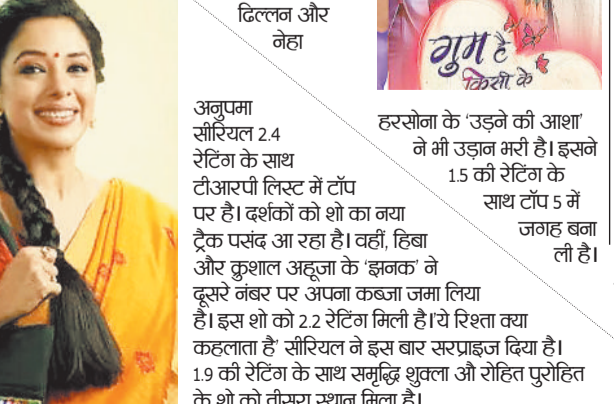 ढिल्लन और
नेहा
गुम है
किसी के
अनुपमा
सीरियल 2.4
रेटिंग के साथ
टीआरपी लिस्ट में टॉप
पर है। दर्शकों को शो का नया
ट्रैक पसंद आ रहा है। वहीं, हिबा
और क्रुशाल अहूजा के ‘झनक’ ने
दूसरे नंबर पर अपना कब्जा जमा लिया
है। इस शो को 2.2 रेटिंग मिली है।’ये रिश्ता क्या
कहलाता है’ सीरियल ने इस बार सरप्राइज दिया है।
1.9 की रेटिंग के साथ समृद्धि शुक्ला औ रोहित पुरोहित
के शो को तीसरा स्थान मिला है।
हरसोना के ‘उड़ने की आशा’
ने भी उड़ान भरी है। इसने
1.5 की रेटिंग के
साथ टॉप 5 में
जगह बना
ली है।